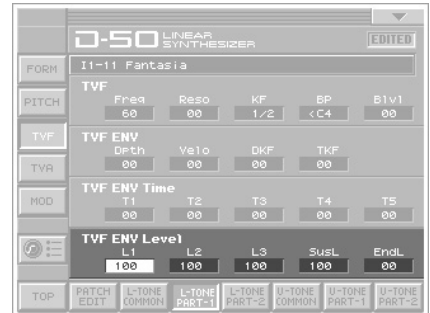 D-50 LINEAR SYNTHESIZER EDITED
FORM
I1-11 Fantasia
PITCH
TVF
Freq Reso KF BP Blvl
60 00 1/2 <C4 00
TVF
TVF ENV
Dpth Velo DKF TKF
00 00 00 00
TVA
TVF ENV Time
MOD
T1 T2 T3 T4 T5
00 00 00 00 00
TVF ENV Level
L1 L2 L3 SusL EndL
100 100 100 100 00
TOP
PATCH EDIT
L-TONE COMMON
L-TONE PART-1
L-TONE PART-2
U-TONE COMMON
U-TONE PART-1
U-TONE PART-2